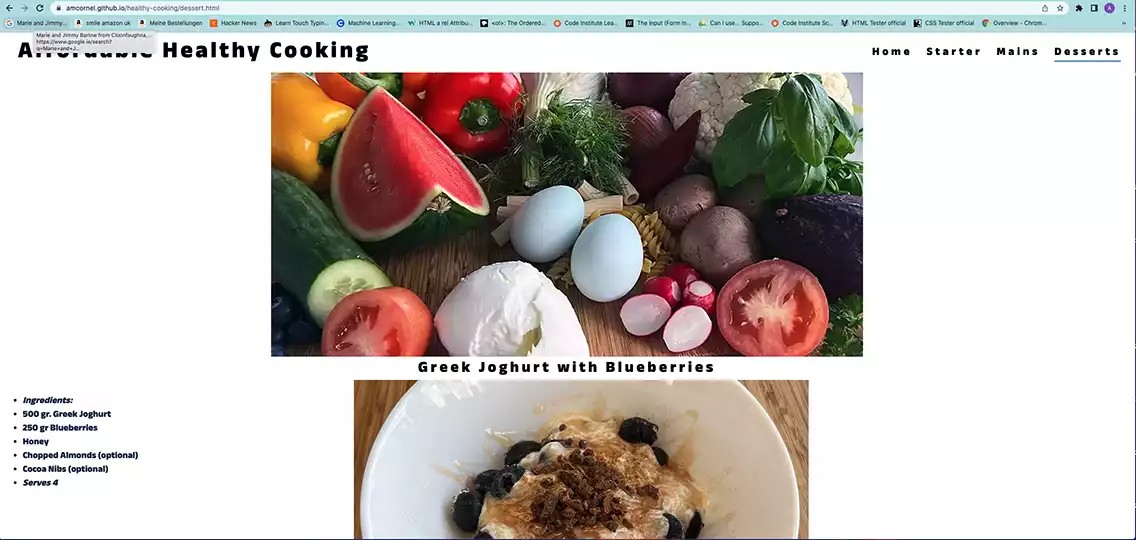 amcornel.github.io/healthy-cooking/dessert.html
Marie and Jimmy... smile amazon uk Meine Bestellungen Hacker News Learn Touch Typin... Machine Learning... HTML a rel Attribu... <ol>: The Ordered... Code Institute Lea... The Input (Form In... Can I use... Suppo... Code Institute Sc... HTML Tester official CSS Tester official Overview - Chrom... »
Marie and Jimmy Barlow from Cloonfaughna,...
https://www.google.ie/search?
q=Marie+and+J...
Affordable Healthy Cooking
Home Starter Mains Desserts
Greek Joghurt with Blueberries
• Ingredients:
• 500 gr. Greek Joghurt
• 250 gr Blueberries
• Honey
• Chopped Almonds (optional)
• Cocoa Nibs (optional)
• Serves 4